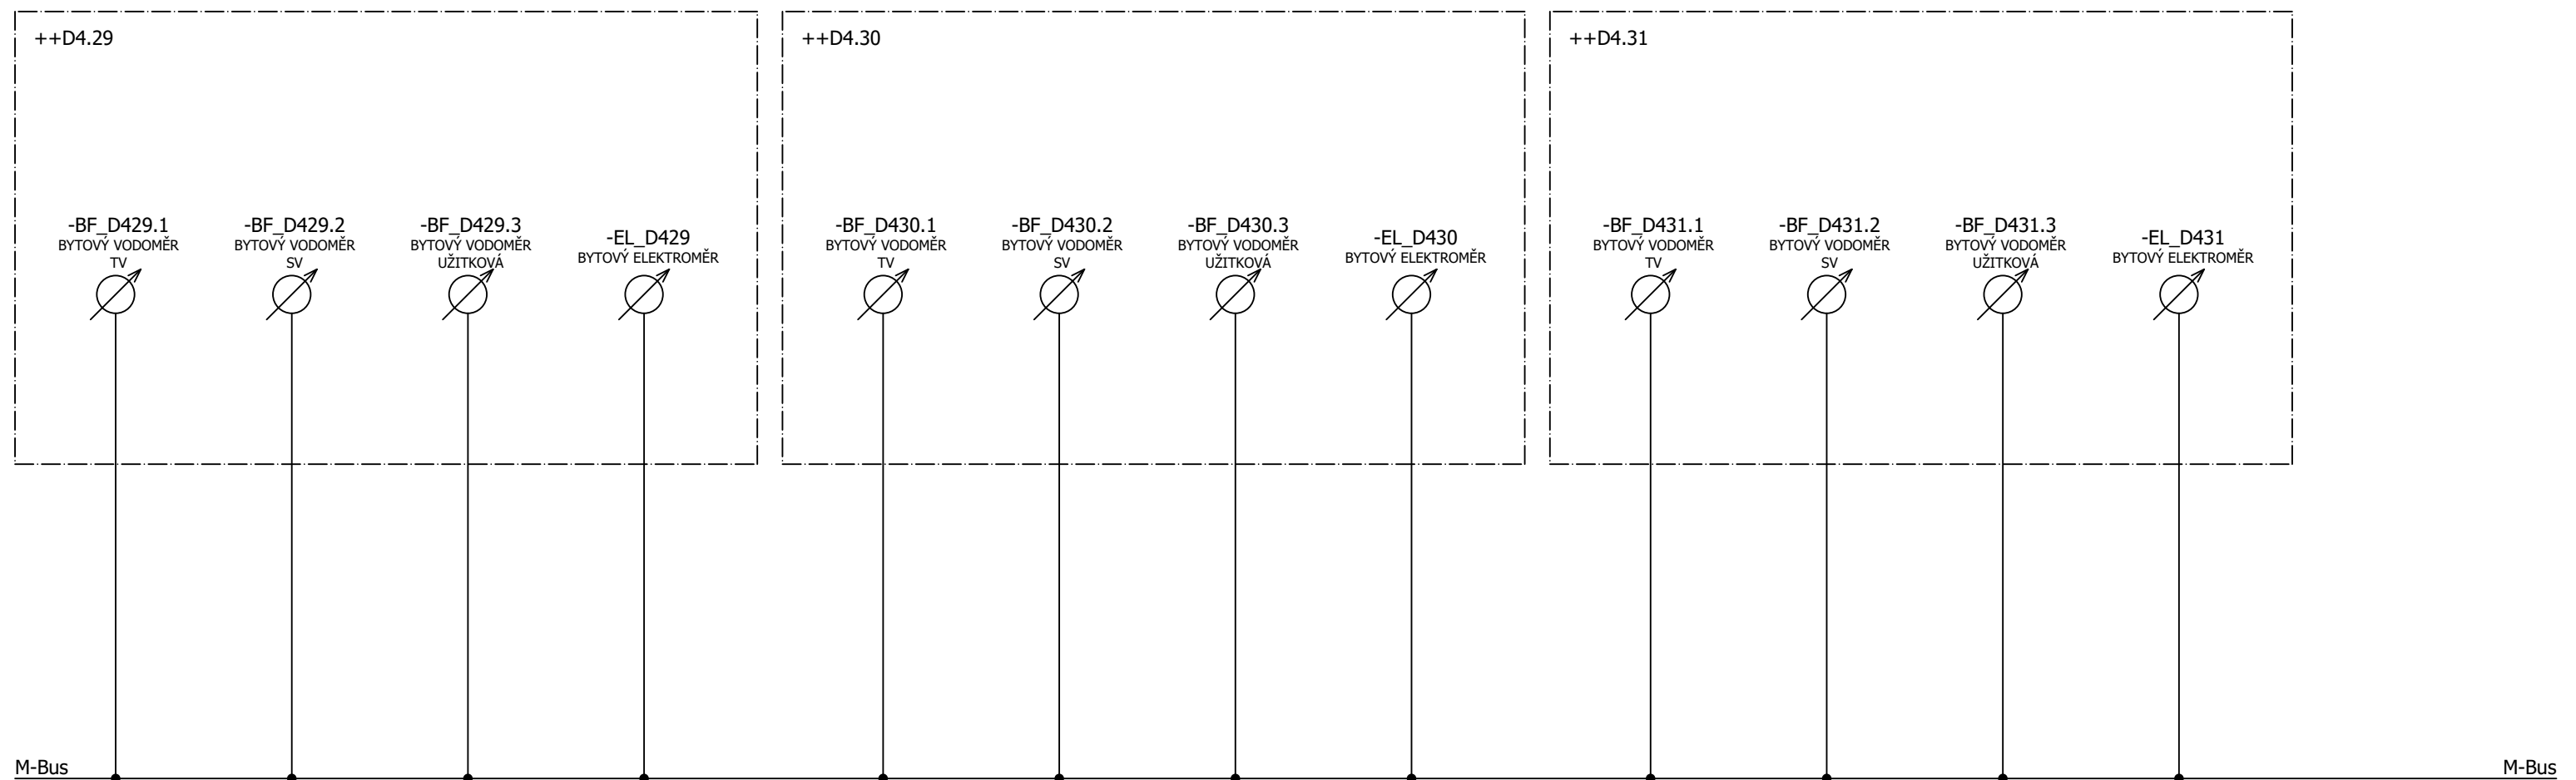 ++D4.29
++D4.30
++D4.31
-BF_D429.1
BYTOVÝ VODOMĚR
TV
-BF_D429.2
BYTOVÝ VODOMĚR
SV
-BF_D429.3
BYTOVÝ VODOMĚR
UŽITKOVÁ
-EL_D429
BYTOVÝ ELEKTROMĚR
-BF_D430.1
BYTOVÝ VODOMĚR
TV
-BF_D430.2
BYTOVÝ VODOMĚR
SV
-BF_D430.3
BYTOVÝ VODOMĚR
UŽITKOVÁ
-EL_D430
BYTOVÝ ELEKTROMĚR
-BF_D431.1
BYTOVÝ VODOMĚR
TV
-BF_D431.2
BYTOVÝ VODOMĚR
SV
-BF_D431.3
BYTOVÝ VODOMĚR
UŽITKOVÁ
-EL_D431
BYTOVÝ ELEKTROMĚR
M-Bus
M-Bus